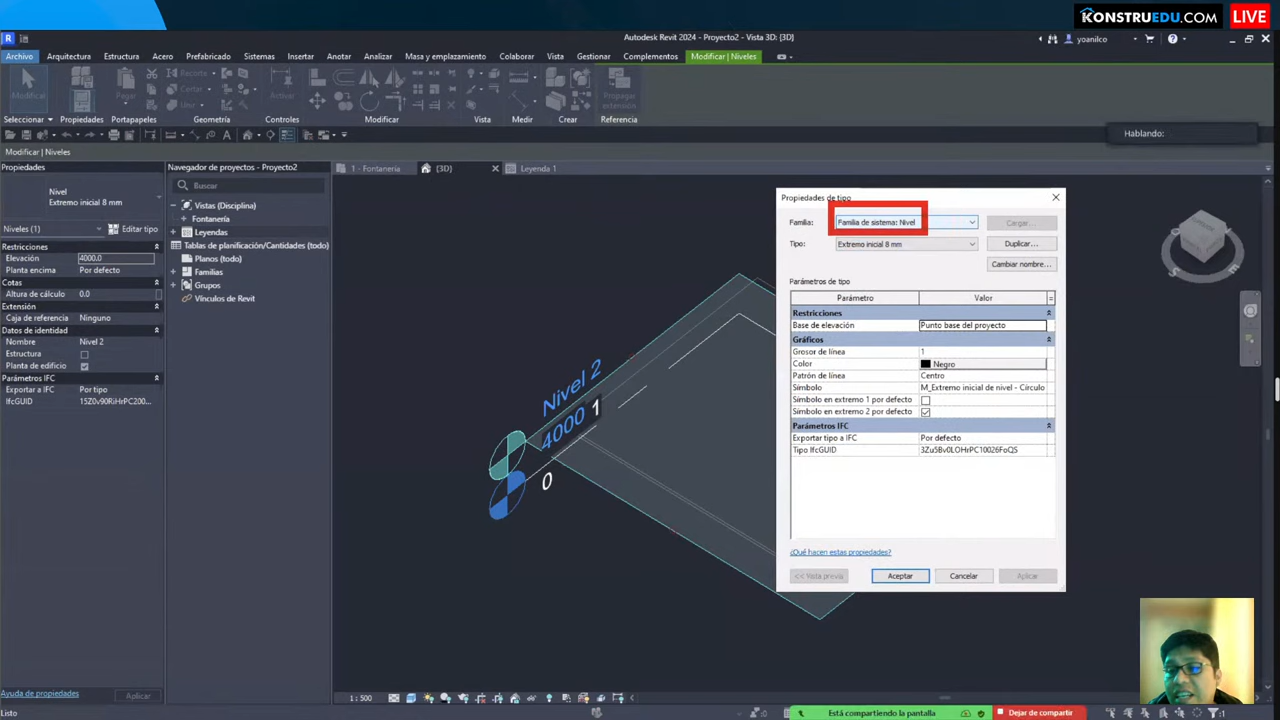 KONSTRUEDU.COM LIVE
Autodesk Revit 2024 - Proyecto2 - Vista 3D: {3D}
yoanilco
Archivo Arquitectura Estructura Acero Prefabricado Sistemas Insertar Anotar Analizar Masa y emplazamiento Colaborar Vista Gestionar Complementos Modificar | Niveles
Modificar Pegar Recorte Cortar Unir Activar Propagar extensión
Seleccionar Propiedades Portapapeles Geometría Controles Modificar Vista Medir Crear Referencia
Hablando:
Modificar | Niveles
Propiedades
Navegador de proyectos - Proyecto2
1 - Fontanería {3D} Leyenda 1
Nivel
Extremo inicial 8 mm
Niveles (1) Editar tipo
Restricciones
Elevación 4000.0
Planta encima Por defecto
Cotas
Altura de cálculo 0.0
Extensión
Caja de referencia Ninguno
Datos de identidad
Nombre Nivel 2
Estructura
Planta de edificio
Parámetros IFC
Exportar a IFC Por tipo
IfcGUID 15Z0v90RiHrPC200...
Buscar
Vistas (Disciplina)
Fontanería
Leyendas
Tablas de planificación/Cantidades (todo)
Planos (todo)
Familias
Grupos
Vínculos de Revit
Nivel 2
4000 1
0
Propiedades de tipo
Familia: Familia de sistema: Nivel Cargar...
Tipo: Extremo inicial 8 mm Duplicar...
Cambiar nombre...
Parámetros de tipo
Parámetro Valor =
Restricciones
Base de elevación Punto base del proyecto
Gráficos
Grosor de línea 1
Color Negro
Patrón de línea Centro
Símbolo M_Extremo inicial de nivel - Círculo
Símbolo en extremo 1 por defecto
Símbolo en extremo 2 por defecto
Parámetros IFC
Exportar tipo a IFC Por defecto
Tipo IfcGUID 3Zu5Bv0LOHrPC10026FoQS
¿Qué hacen estas propiedades?
<< Vista previa Aceptar Cancelar Aplicar
Ayuda de propiedades Aplicar
1 : 500
Listo
Está compartiendo la pantalla Dejar de compartir